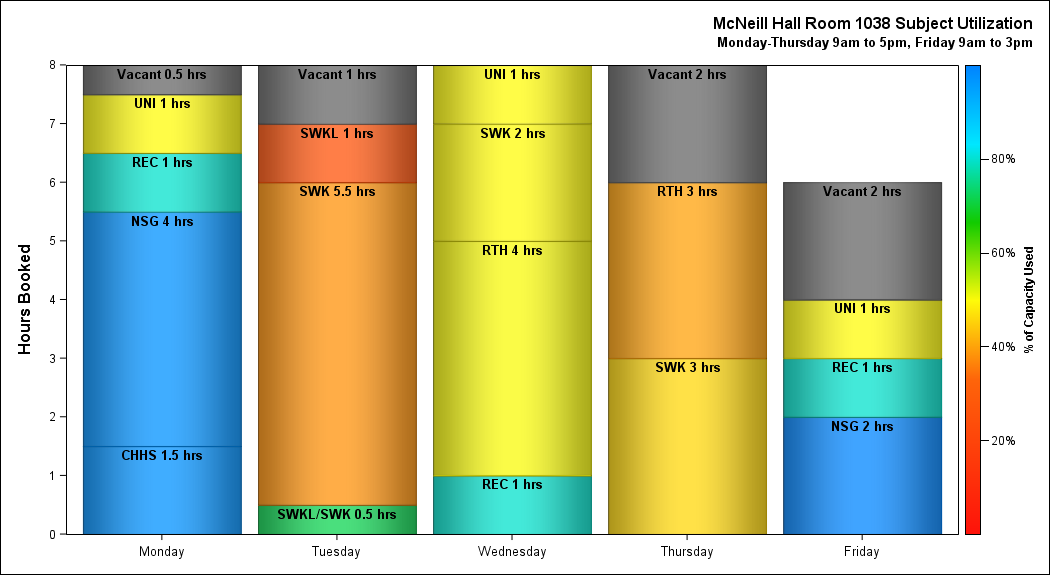 McNeill Hall Room 1038 Subject Utilization
Monday-Thursday 9am to 5pm, Friday 9am to 3pm
Hours Booked
8
7
6
5
4
3
2
1
0
Vacant 0.5 hrs
UNI 1 hrs
REC 1 hrs
NSG 4 hrs
CHHS 1.5 hrs
Vacant 1 hrs
SWKL 1 hrs
SWK 5.5 hrs
SWKL/SWK 0.5 hrs
UNI 1 hrs
SWK 2 hrs
RTH 4 hrs
REC 1 hrs
Vacant 2 hrs
RTH 3 hrs
SWK 3 hrs
Vacant 2 hrs
UNI 1 hrs
REC 1 hrs
NSG 2 hrs
Monday
Tuesday
Wednesday
Thursday
Friday
80%
60%
40%
20%
% of Capacity Used